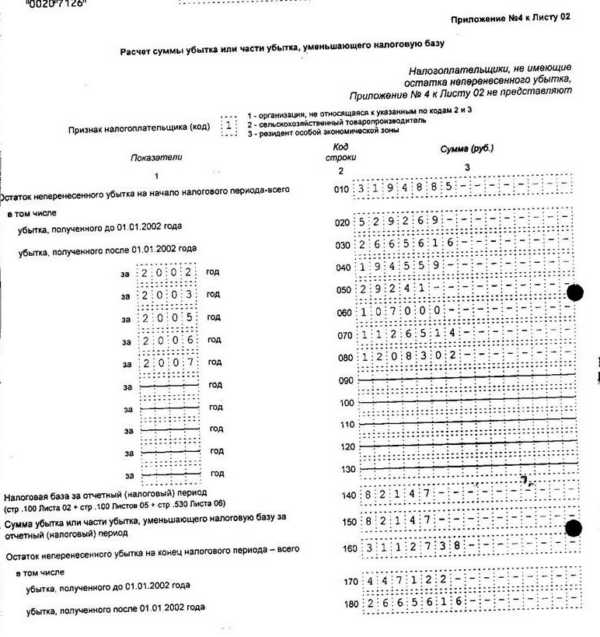 "0020 7126"
Приложение №4 к Листу 02
Расчет суммы убытка или части убытка, уменьшающего налоговую базу
Налогоплательщики, не имеющие
остатка неперенесенного убытка,
Приложение № 4 к Листу 02 не представляют
Признак налогоплательщика (код) 1
1 - организация, не относящаяся к указанным по кодам 2 и 3
2 - сельскохозяйственный товаропроизводитель
3 - резидент особой экономической зоны
Показатели Код строки Сумма (руб.)
1 2 3
Остаток неперенесенного убытка на начало налогового периода-всего 010 3194885------
в том числе
убытка, полученного до 01.01.2002 года 020 529269-------
убытка, полученного после 01.01.2002 года 030 2665616------
за 2002 год 040 194559-------
за 2003 год 050 29241--------
за 2005 год 060 107000-------
за 2006 год 070 1126514------
за 2007 год 080 1208302------
за год 090
за год 100
за год 110
за год 120
за год 130
Налоговая база за отчетный (налоговый) период
(стр .100 Листа 02 + стр .100 Листов 05 + стр .530 Листа 06) 140 82147--------
Сумма убытка или части убытка, уменьшающего налоговую базу за
отчетный (налоговый) период 150 82147--------
Остаток неперенесенного убытка на конец налогового периода – всего 160 3112738------
в том числе
убытка, полученного до 01.01.2002 года 170 447122-------
убытка, полученного после 01.01 2002 года 180 2665616------